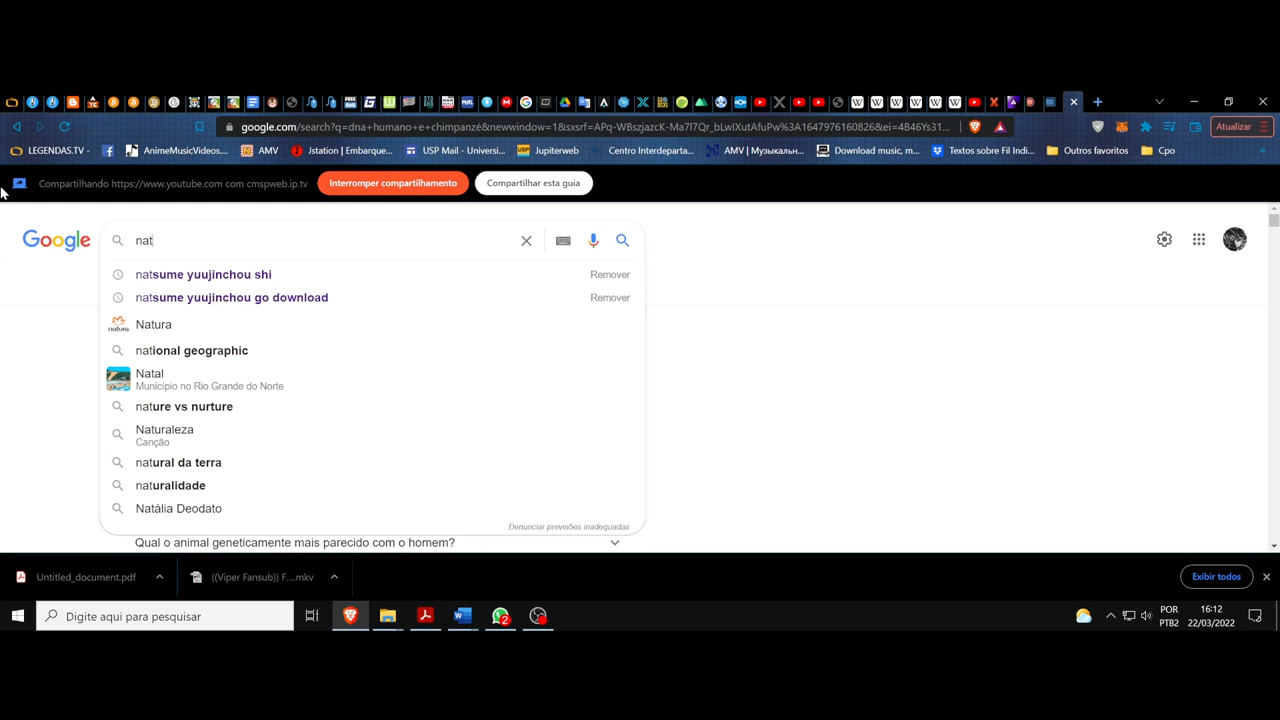 google.com/search?q=dna+humano+e+chimpanzé&newwindow=1&sxsrf=APq-WBszjazcK-Ma7l7Qr_bLwlXutAfuPw%3A1647976160826&ei=4B46Ys31...
Atualizar
LEGENDAS.TV -
AnimeMusicVideos...
AMV
Jstation | Embarque...
USP Mail - Universi...
Jupiterweb
Centro Interdeparta...
AMV | Музыкальн...
Download music, m...
Textos sobre Fil Indi...
Outros favoritos
Cpo
Compartilhando https://www.youtube.com com cmspweb.ip.tv
Interromper compartilhamento
Compartilhar esta guia
Google
nat
natsume yuujinchou shi
Remover
natsume yuujinchou go download
Remover
natura
Natura
national geographic
Natal
Município no Rio Grande do Norte
nature vs nurture
Naturaleza
Canção
natural da terra
naturalidade
Natália Deodato
Denunciar previsões inadequadas
Qual o animal geneticamente mais parecido com o homem?
Untitled_document.pdf
((Viper Fansub)) F....mkv
Exibir todos
Digite aqui para pesquisar
2
POR
PTB2
16:12
22/03/2022